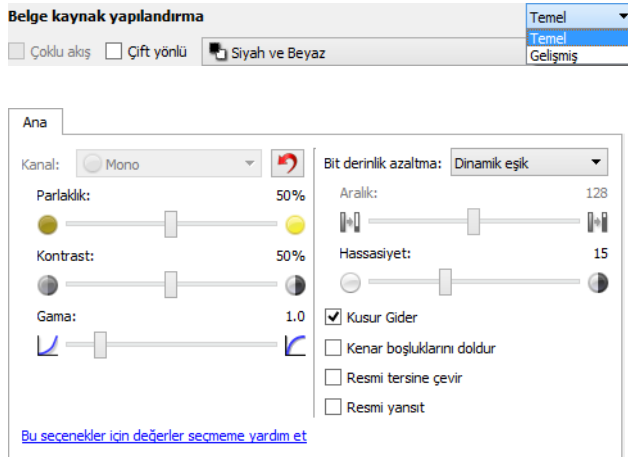 Belge kaynak yapılandırma Temel
Temel
Çoklu akış Çift yönlü Siyah ve Beyaz Gelişmiş
Ana
Kanal: Mono Bit derinlik azaltma: Dinamik eşik
Parlaklık: 50% Aralık: 128
Kontrast: 50% Hassasiyet: 15
Gama: 1.0 Kusur Gider
Kenar boşluklarını doldur
Resmi tersine çevir
Resmi yansıt
Bu seçenekler için değerler seçmeme yardım et